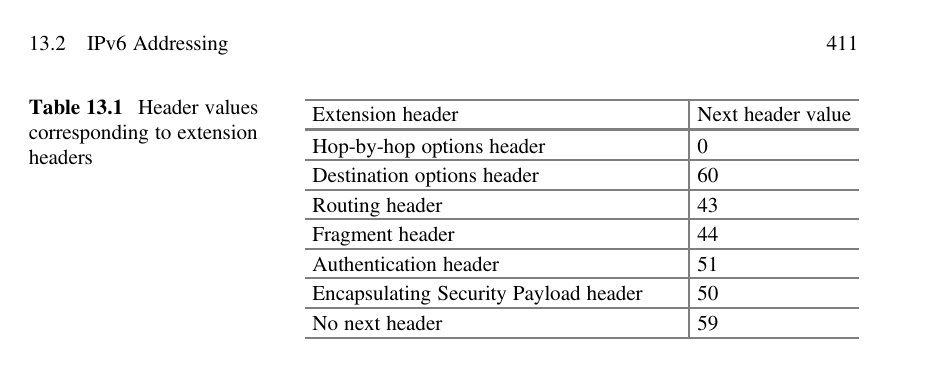 13.2 IPv6 Addressing 411
Table 13.1 Header values
corresponding to extension
headers
Extension header Next header value
Hop-by-hop options header 0
Destination options header 60
Routing header 43
Fragment header 44
Authentication header 51
Encapsulating Security Payload header 50
No next header 59